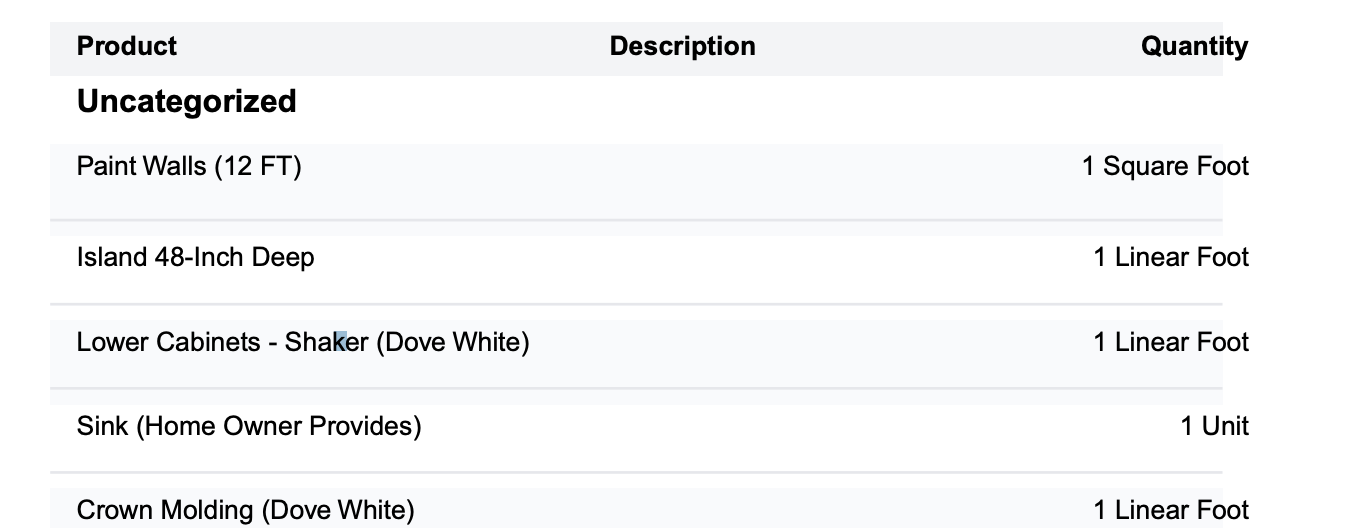 Product Description Quantity
Uncategorized
Paint Walls (12 FT) 1 Square Foot
Island 48-Inch Deep 1 Linear Foot
Lower Cabinets - Shaker (Dove White) 1 Linear Foot
Sink (Home Owner Provides) 1 Unit
Crown Molding (Dove White) 1 Linear Foot